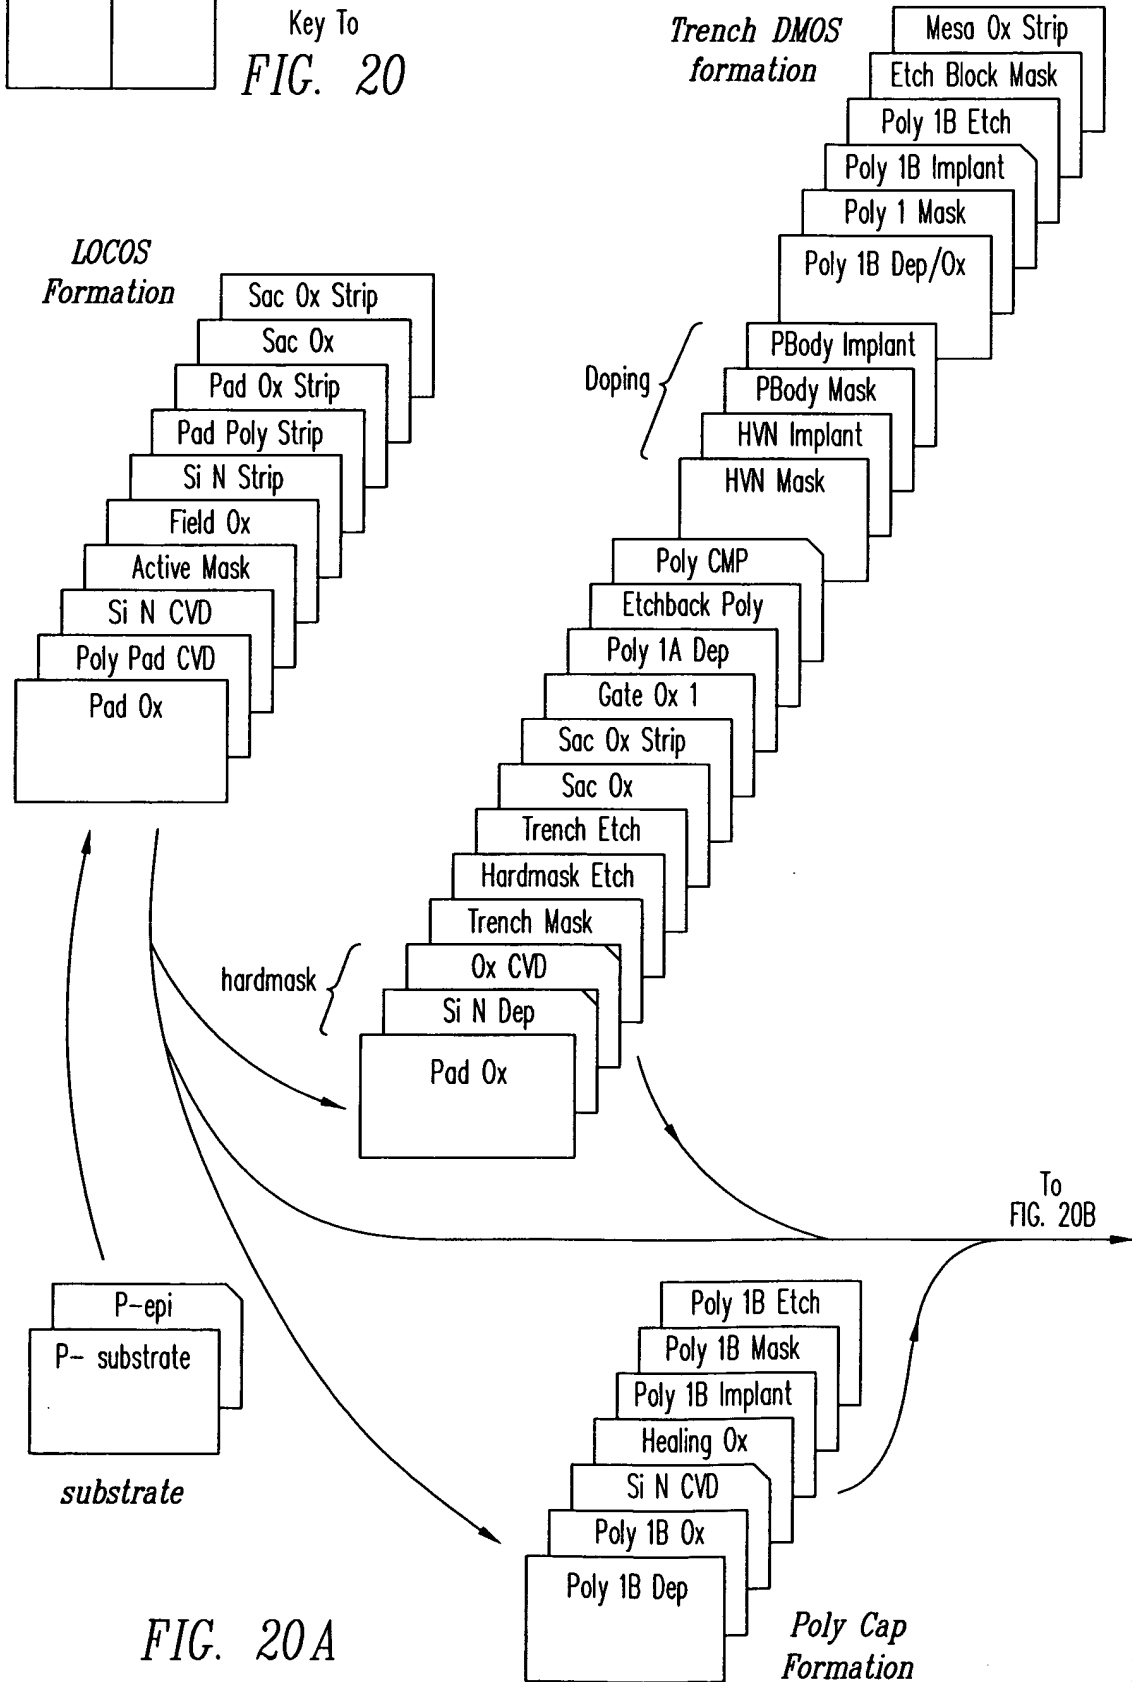 Key To
FIG. 20
Trench DMOS
formation
Mesa Ox Strip
Etch Block Mask
Poly 1B Etch
Poly 1B Implant
Poly 1 Mask
Poly 1B Dep/Ox
Doping
PBody Implant
PBody Mask
HVN Implant
HVN Mask
Poly CMP
Etchback Poly
Poly 1A Dep
Gate Ox 1
Sac Ox Strip
Sac Ox
Trench Etch
Hardmask Etch
Trench Mask
hardmask
Ox CVD
Si N Dep
Pad Ox
LOCOS
Formation
Sac Ox Strip
Sac Ox
Pad Ox Strip
Pad Poly Strip
Si N Strip
Field Ox
Active Mask
Si N CVD
Poly Pad CVD
Pad Ox
To
FIG. 20B
P-epi
P- substrate
substrate
Poly 1B Etch
Poly 1B Mask
Poly 1B Implant
Healing Ox
Si N CVD
Poly 1B Ox
Poly 1B Dep
Poly Cap
Formation
FIG. 20A